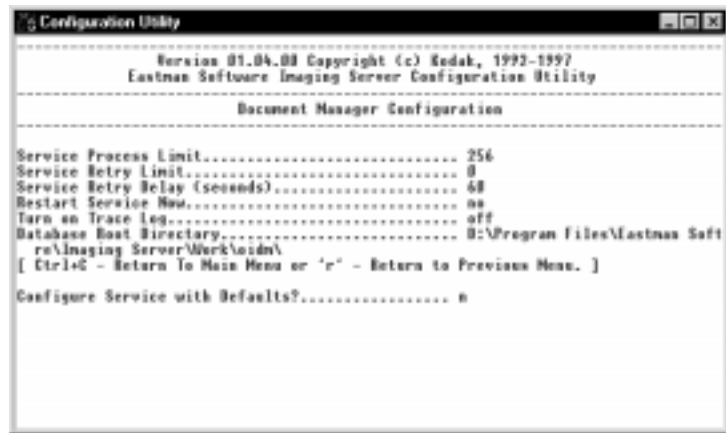 Configuration Utility
Version 01.04.00 Copyright (c) Kodak, 1992-1997
Eastman Software Imaging Server Configuration Utility
Document Manager Configuration
Service Process Limit............................... 256
Service Retry Limit................................. 0
Service Retry Delay (seconds)....................... 60
Restart Service Now................................. no
Turn on Trace Log................................... off
Database Root Directory............................. D:\Program Files\Eastman Soft
re\Imaging Server\Work\oidm\
[ Ctrl+C - Return To Main Menu or 'r' - Return to Previous Menu. ]
Configure Service with Defaults?.................. n